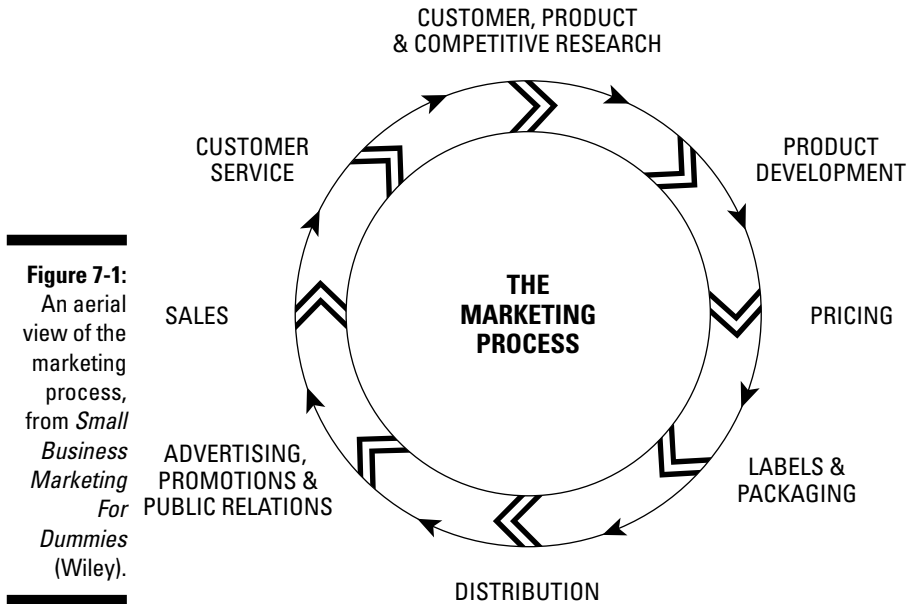 CUSTOMER, PRODUCT
& COMPETITIVE RESEARCH
PRODUCT
DEVELOPMENT
PRICING
LABELS &
PACKAGING
DISTRIBUTION
ADVERTISING,
PROMOTIONS &
PUBLIC RELATIONS
SALES
CUSTOMER
SERVICE
THE
MARKETING
PROCESS
Figure 7-1:
An aerial
view of the
marketing
process,
from Small
Business
Marketing
For
Dummies
(Wiley).